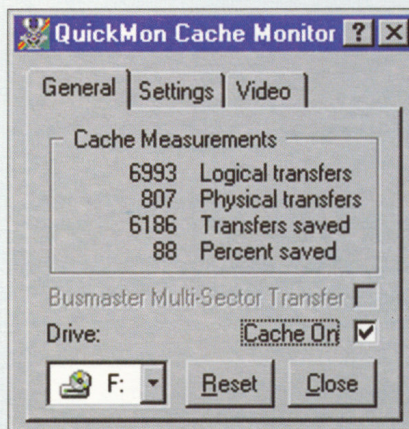 QuickMon Cache Monitor
General Settings Video
Cache Measurements
6993 Logical transfers
807 Physical transfers
6186 Transfers saved
88 Percent saved
Busmaster Multi-Sector Transfer
Drive: Cache On
F: Reset Close